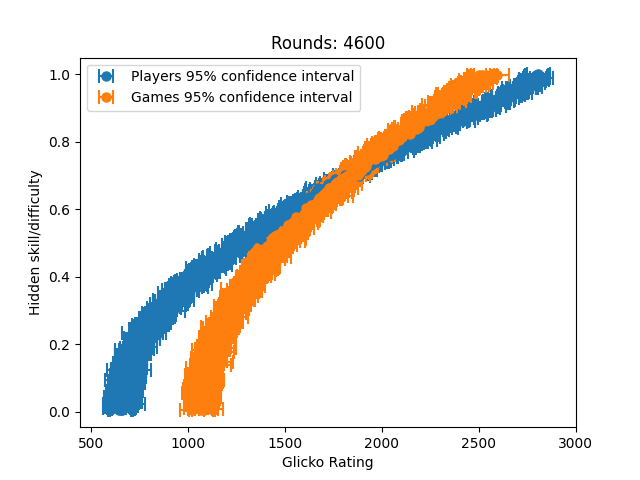 Rounds: 4600
Players 95% confidence interval
Games 95% confidence interval
1.0
0.8
0.6
0.4
0.2
0.0
Hidden skill/difficulty
500 1000 1500 2000 2500 3000
Glicko Rating